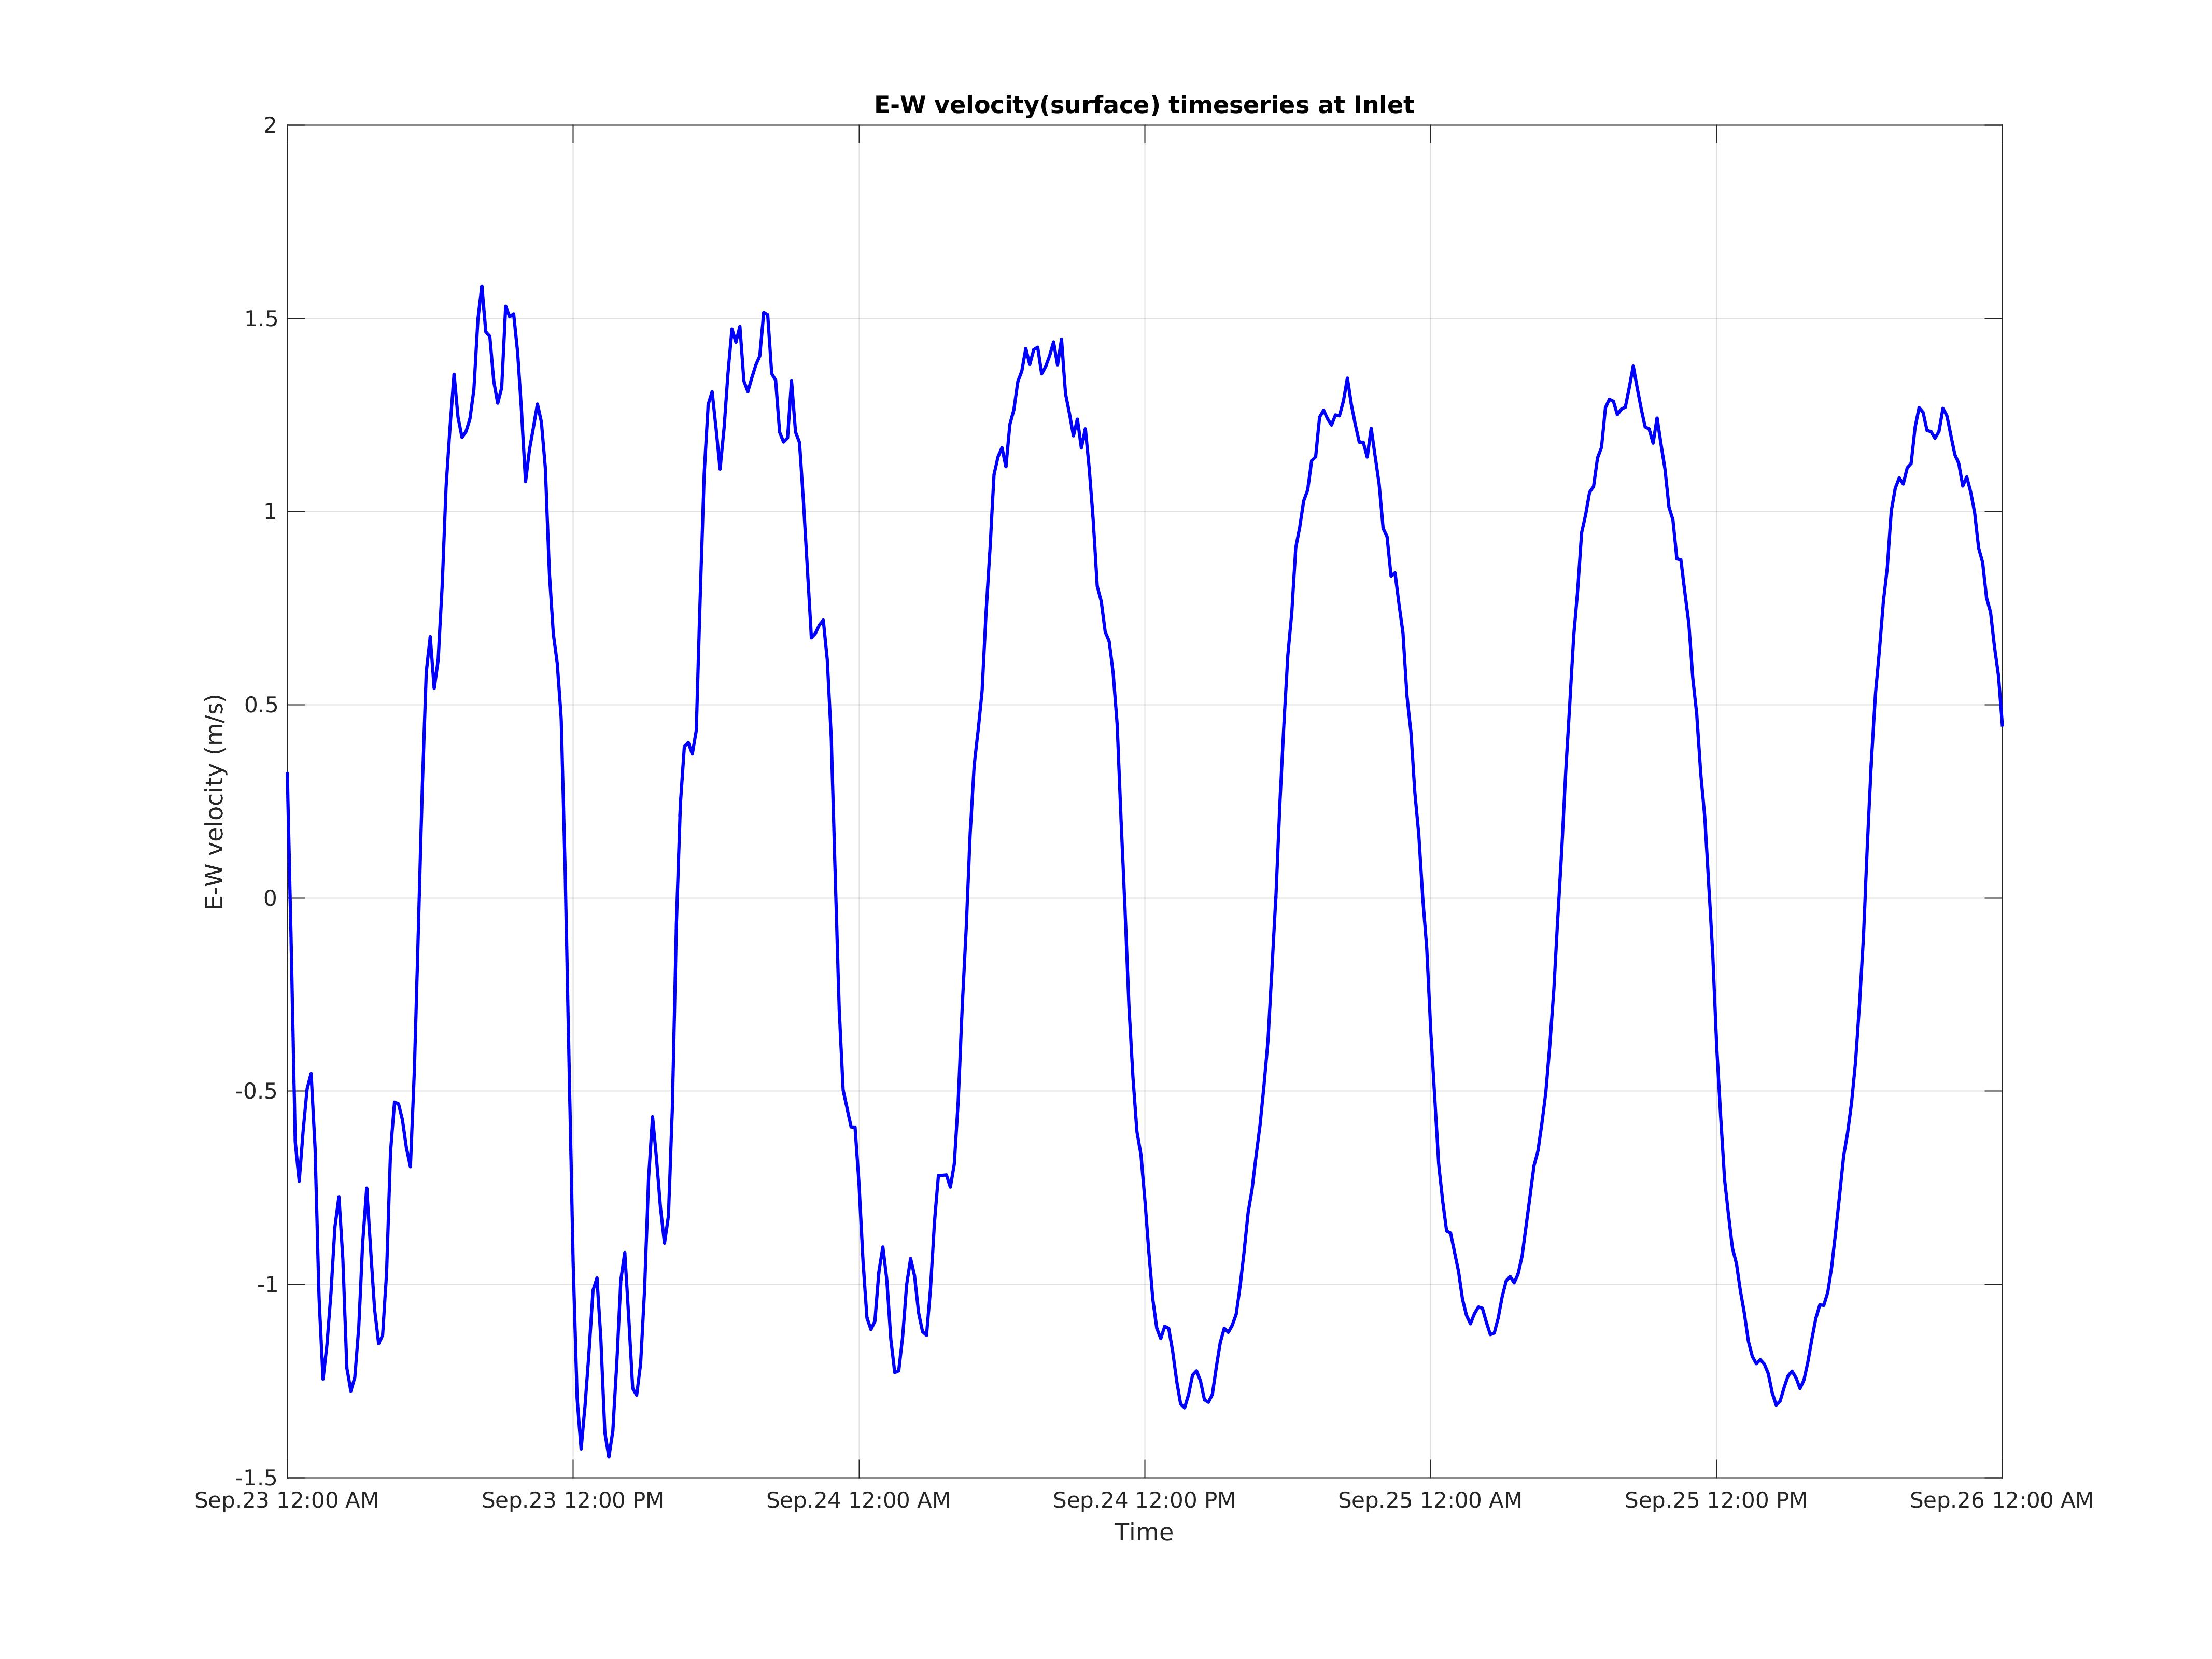 E-W velocity(surface) timeseries at Inlet
2
1.5
1
0.5
0
-0.5
-1
-1.5
E-W velocity (m/s)
Sep.23 12:00 AM Sep.23 12:00 PM Sep.24 12:00 AM Sep.24 12:00 PM Sep.25 12:00 AM Sep.25 12:00 PM Sep.26 12:00 AM
Time